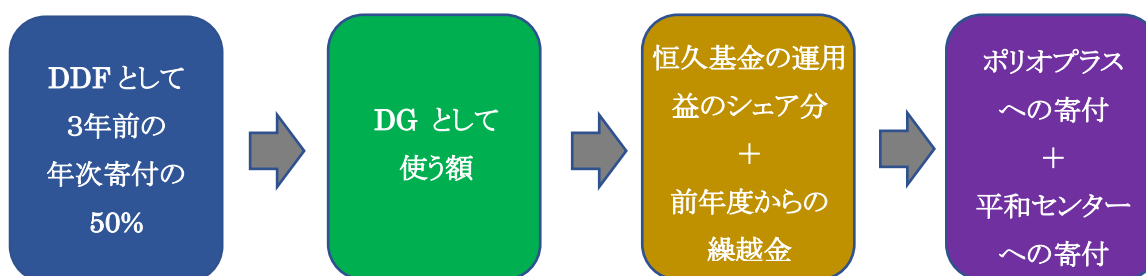 DDF として
3年前の
年次寄付の
50%
DG として
使う額
恒久基金の運用
益のシェア分
＋
前年度からの
繰越金
ポリオプラス
への寄付
＋
平和センター
への寄付